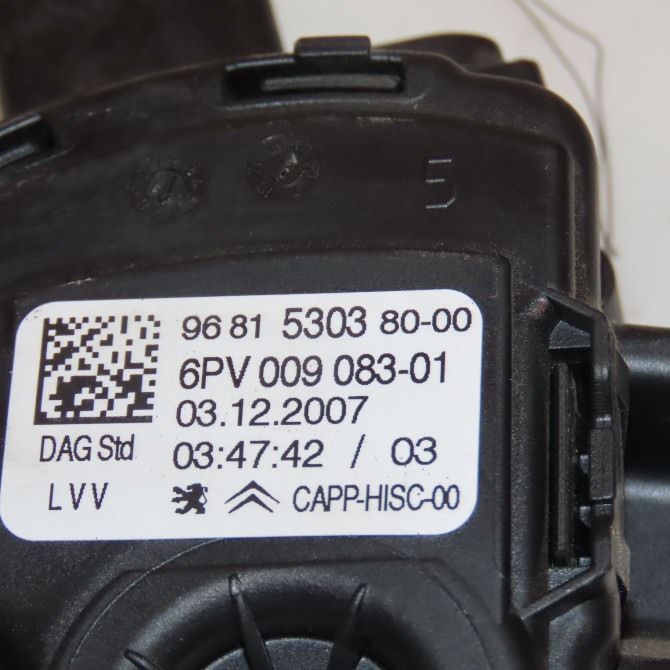 5
96 81 5303 80-00
6PV 009 083-01
03.12.2007
DAG Std 03:47:42 / 03
LVV CAPP-HISC-00